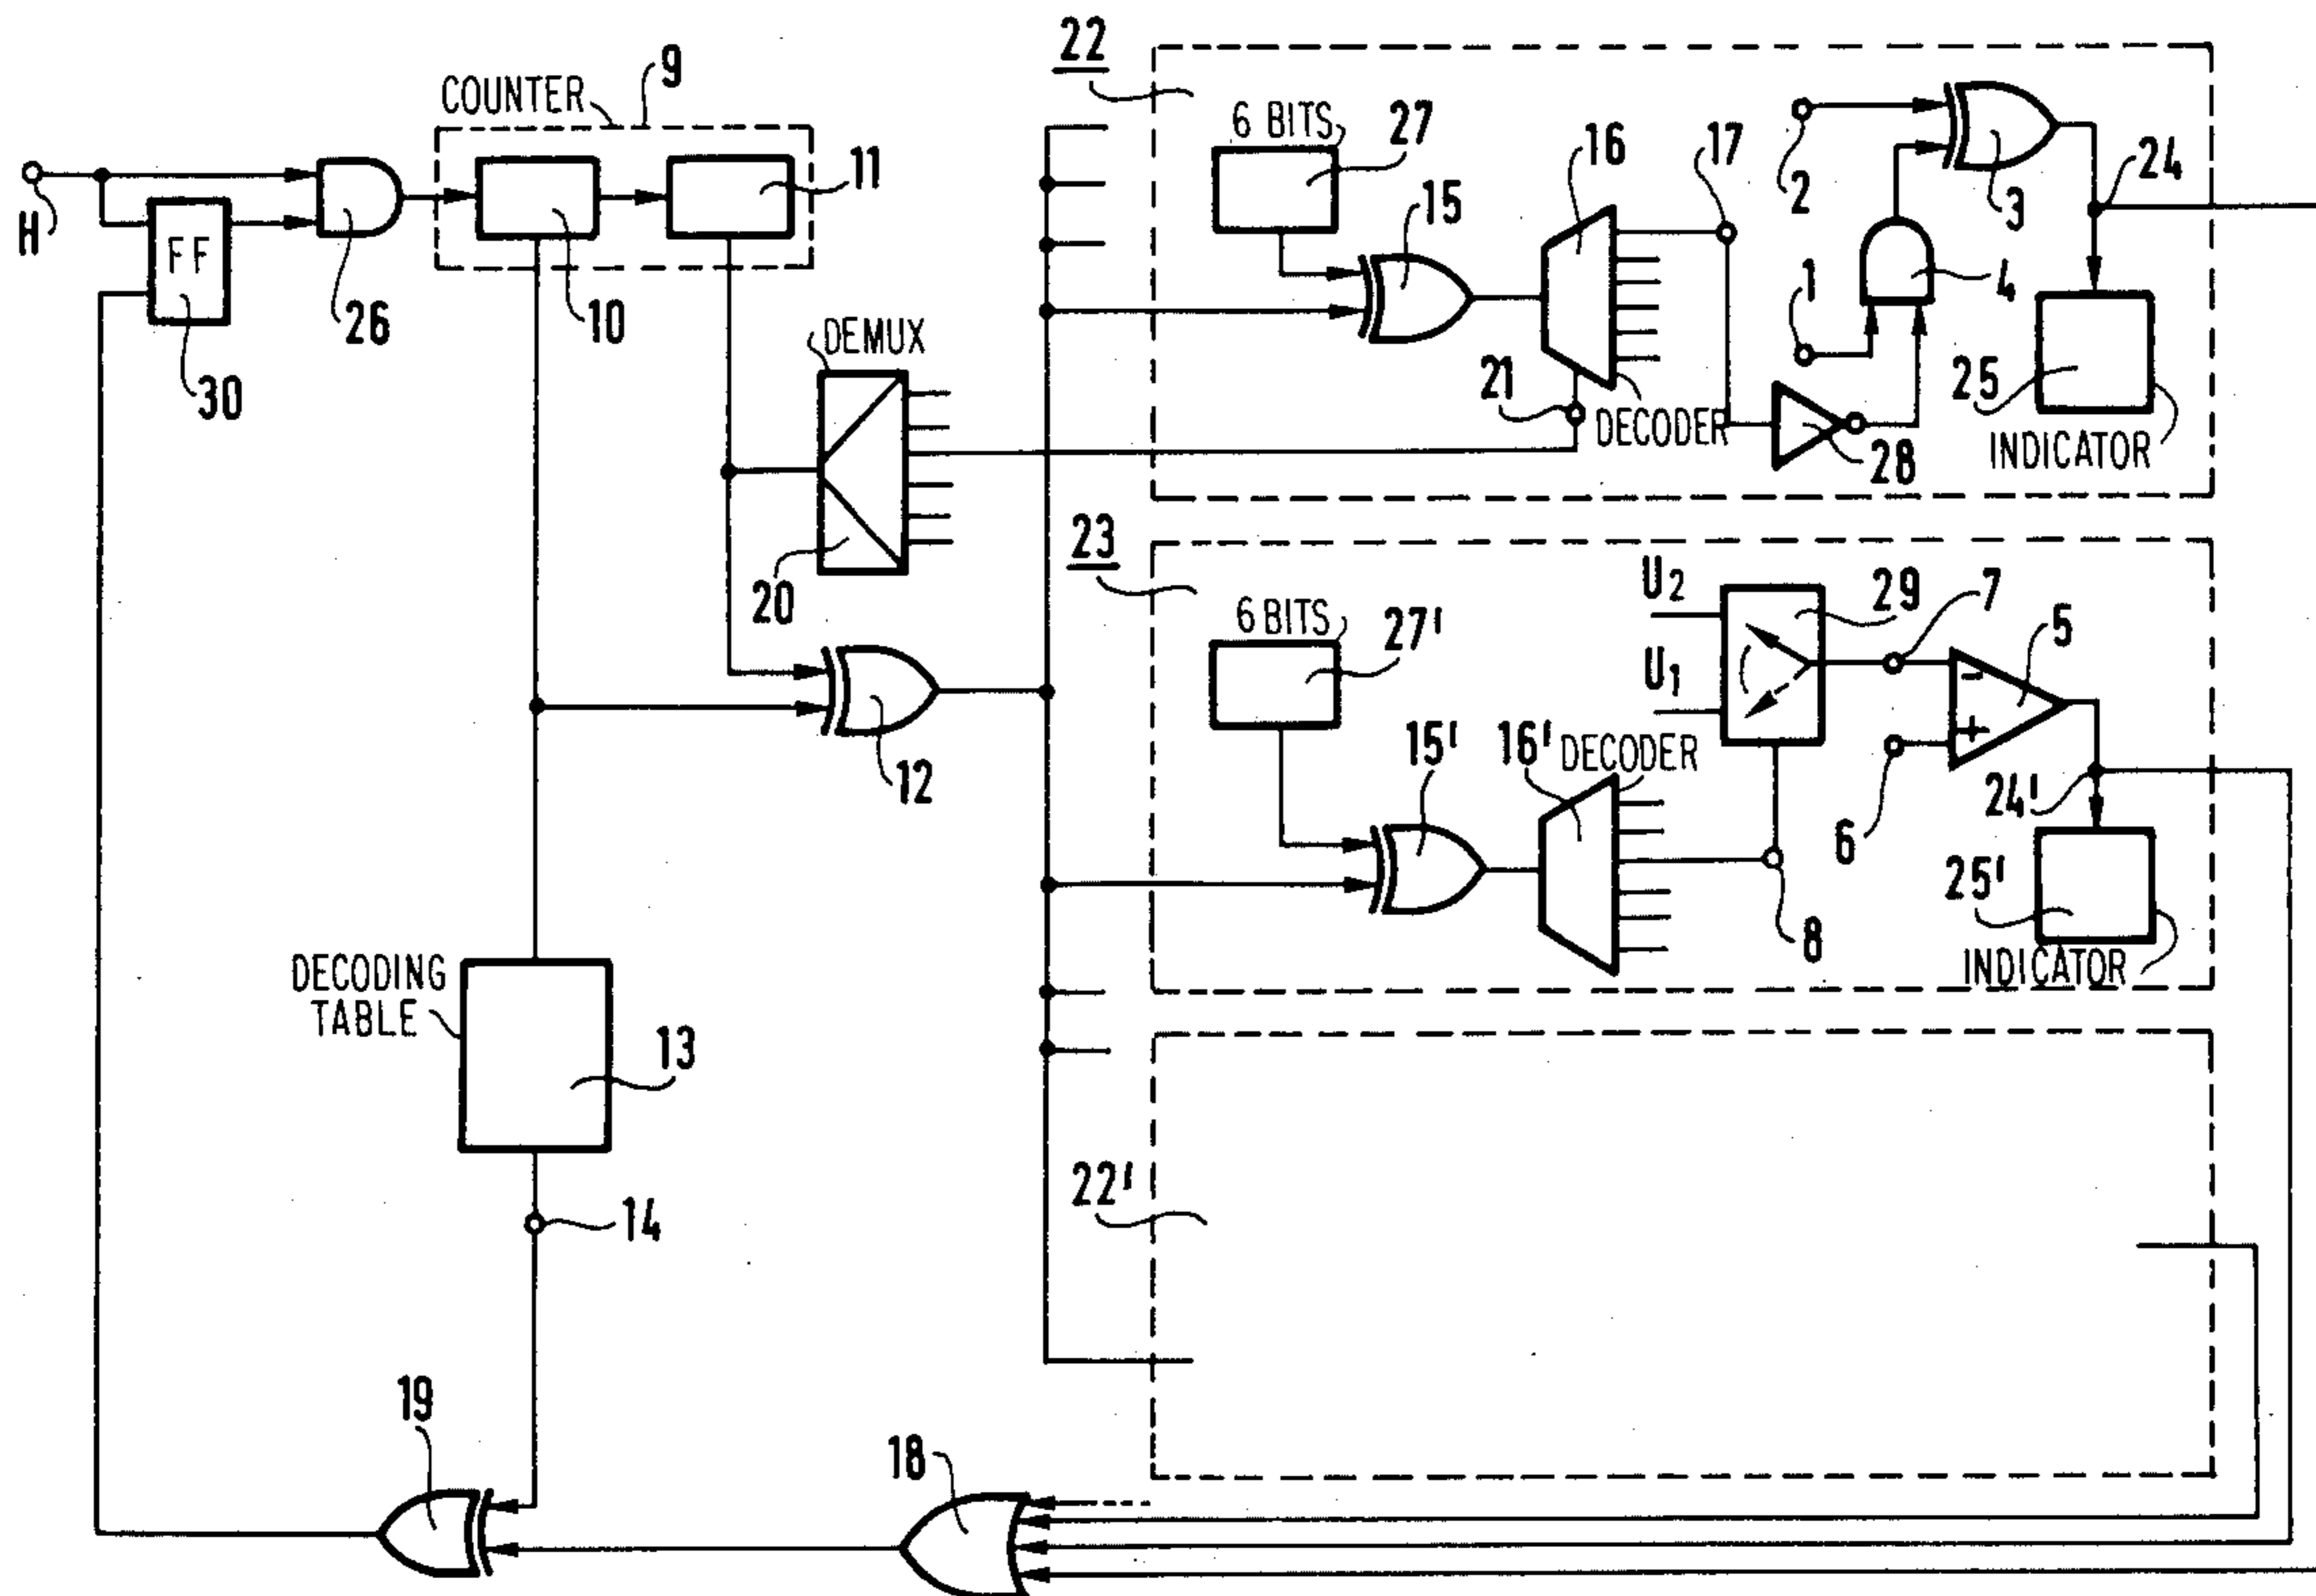 22
9
COUNTER
6 BITS
27
16
17
24
2
3
11
15
H
FF
26
10
1
4
DEMUX
21
DECODER
25
30
28
INDICATOR
23
U2
29
7
20
6 BITS
27'
5
U1
15'
16'
DECODER
12
24'
6
25'
8
DECODING
TABLE
INDICATOR
13
22'
14
19
18
-
+